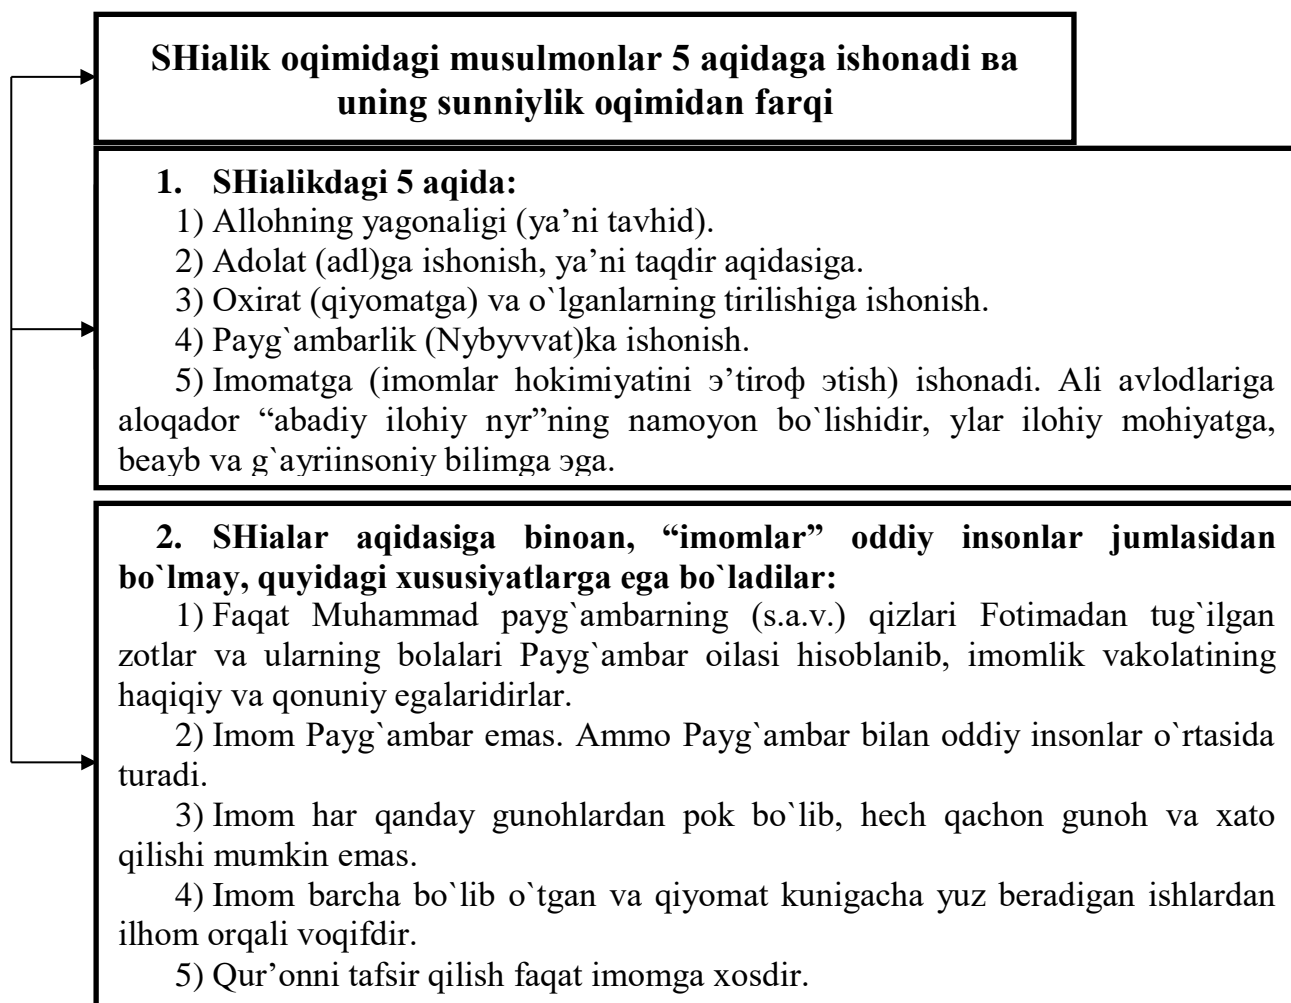 SHialik oqimidagi musulmonlar 5 aqidaga ishonadi ва
uning sunniylik oqimidan farqi
1. SHialikdagi 5 aqida:
1) Allohning yagonaligi (ya’ni tavhid).
2) Adolat (adl)ga ishonish, ya’ni taqdir aqidasiga.
3) Oxirat (qiyomatga) va o`lganlarning tirilishiga ishonish.
4) Payg`ambarlik (Nybyvvat)ka ishonish.
5) Imomatga (imomlar hokimiyatini э’tiroф эtish) ishonadi. Ali avlodlariga
aloqador “abadiy ilohiy nyr”ning namoyon bo`lishidir, ylar ilohiy mohiyatga,
beayb va g`ayriinsoniy bilimga эga.
2. SHialar aqidasiga binoan, “imomlar” oddiy insonlar jumlasidan
bo`lmay, quyidagi xususiyatlarga ega bo`ladilar:
1) Faqat Muhammad payg`ambarning (s.a.v.) qizlari Fotimadan tug`ilgan
zotlar va ularning bolalari Payg`ambar oilasi hisoblanib, imomlik vakolatining
haqiqiy va qonuniy egalaridirlar.
2) Imom Payg`ambar emas. Ammo Payg`ambar bilan oddiy insonlar o`rtasida
turadi.
3) Imom har qanday gunohlardan pok bo`lib, hech qachon gunoh va xato
qilishi mumkin emas.
4) Imom barcha bo`lib o`tgan va qiyomat kunigacha yuz beradigan ishlardan
ilhom orqali voqifdir.
5) Qur’onni tafsir qilish faqat imomga xosdir.